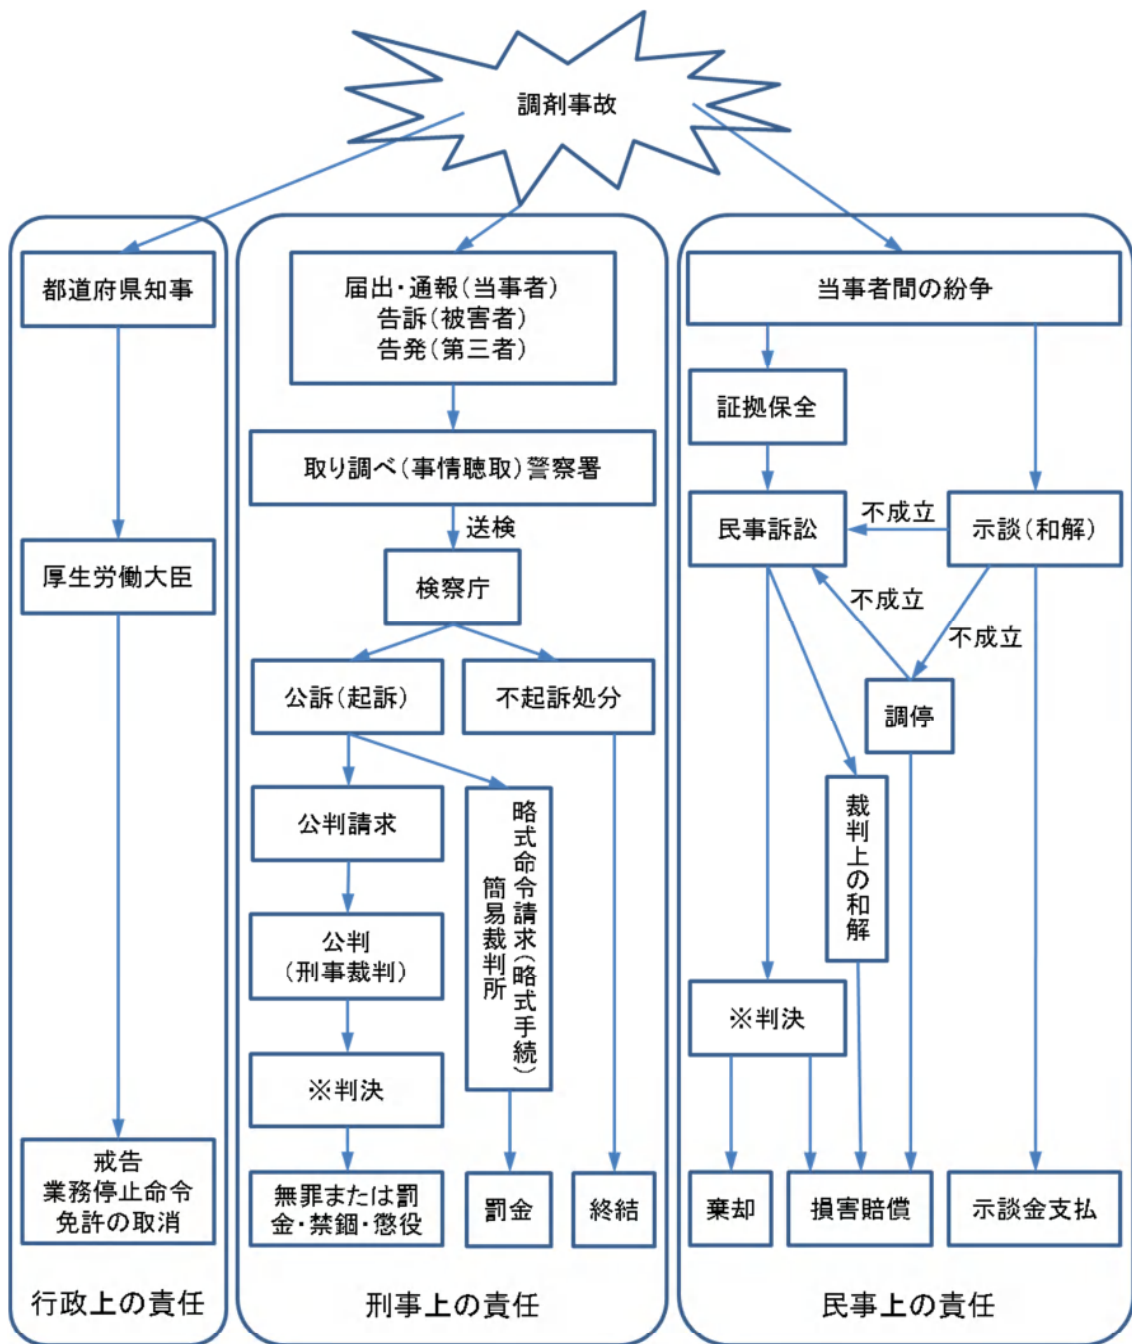 調剤事故
都道府県知事
厚生労働大臣
戒告
業務停止命令
免許の取消
行政上の責任
届出・通報(当事者)
告訴(被害者)
告発(第三者)
取り調べ(事情聴取)警察署
送検
検察庁
公訴(起訴)
不起訴処分
公判請求
略式命令請求(略式手続)
簡易裁判所
公判
(刑事裁判)
※判決
無罪または罰
金・禁錮・懲役
罰金
終結
刑事上の責任
当事者間の紛争
証拠保全
民事訴訟
不成立
示談(和解)
不成立
不成立
調停
裁判上の和解
※判決
棄却
損害賠償
示談金支払
民事上の責任